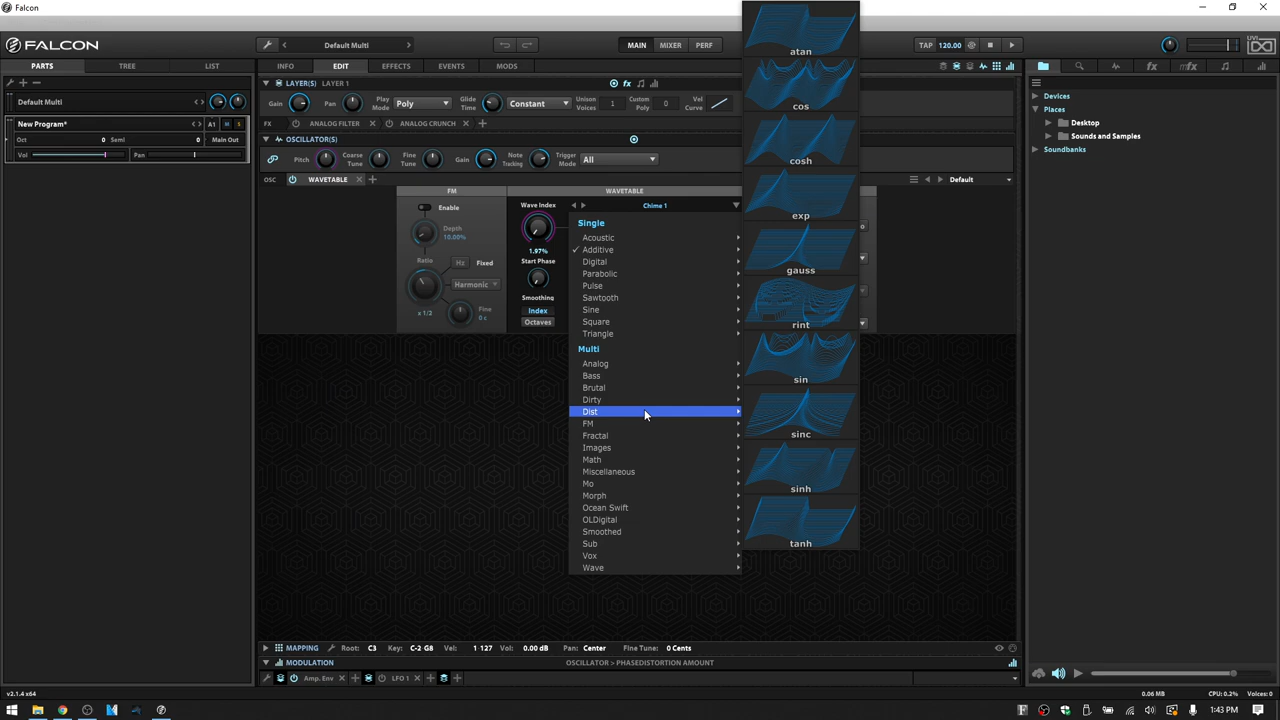 Falcon
FALCON
Default Multi
MAIN
MIXER
PERF
TAP
120.00
UVI
PARTS
TREE
LIST
INFO
EDIT
EFFECTS
EVENTS
MODS
fx
mfx
Default Multi
New Program*
A1
M
S
Oct
0
Semi
0
Main Out
Vol
Pan
LAYER(S)
LAYER 1
fx
Gain
Pan
Play
Mode
Poly
Glide
Time
Constant
Unison
Voices
1
Custom
Poly
0
Vel
Curve
FX
ANALOG FILTER
ANALOG CRUNCH
OSCILLATOR(S)
Pitch
Coarse
Tune
Fine
Tune
Gain
Note
Tracking
Trigger
Mode
All
OSC
WAVETABLE
Default
FM
Enable
Depth
10.00%
Ratio
Hz
Fixed
Harmonic
x 1/2
Fine
0 c
WAVETABLE
Wave Index
Chime 1
1.97%
Start Phase
Smoothing
Index
Octaves
Single
Acoustic
Additive
Digital
Parabolic
Pulse
Sawtooth
Sine
Square
Triangle
Multi
Analog
Bass
Brutal
Dirty
Dist
FM
Fractal
Images
Math
Miscellaneous
Mo
Morph
Ocean Swift
OLDigital
Smoothed
Sub
Vox
Wave
atan
cos
cosh
exp
gauss
rint
sin
sinc
sinh
tanh
Devices
Places
Desktop
Sounds and Samples
Soundbanks
MAPPING
Root:
C3
Key:
C-2 G8
Vel:
1 127
Vol:
0.00 dB
Pan:
Center
Fine Tune:
0 Cents
MODULATION
OSCILLATOR > PHASEDISTORTION AMOUNT
Amp. Env
LFO 1
v2.1.4 x64
0.06 MB
CPU: 0.2%
Voices: 0
1:43 PM